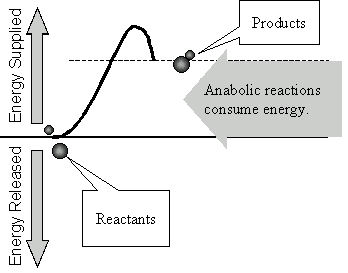 Energy Supplied
Products
Anabolic reactions
consume energy.
Energy Released
Reactants